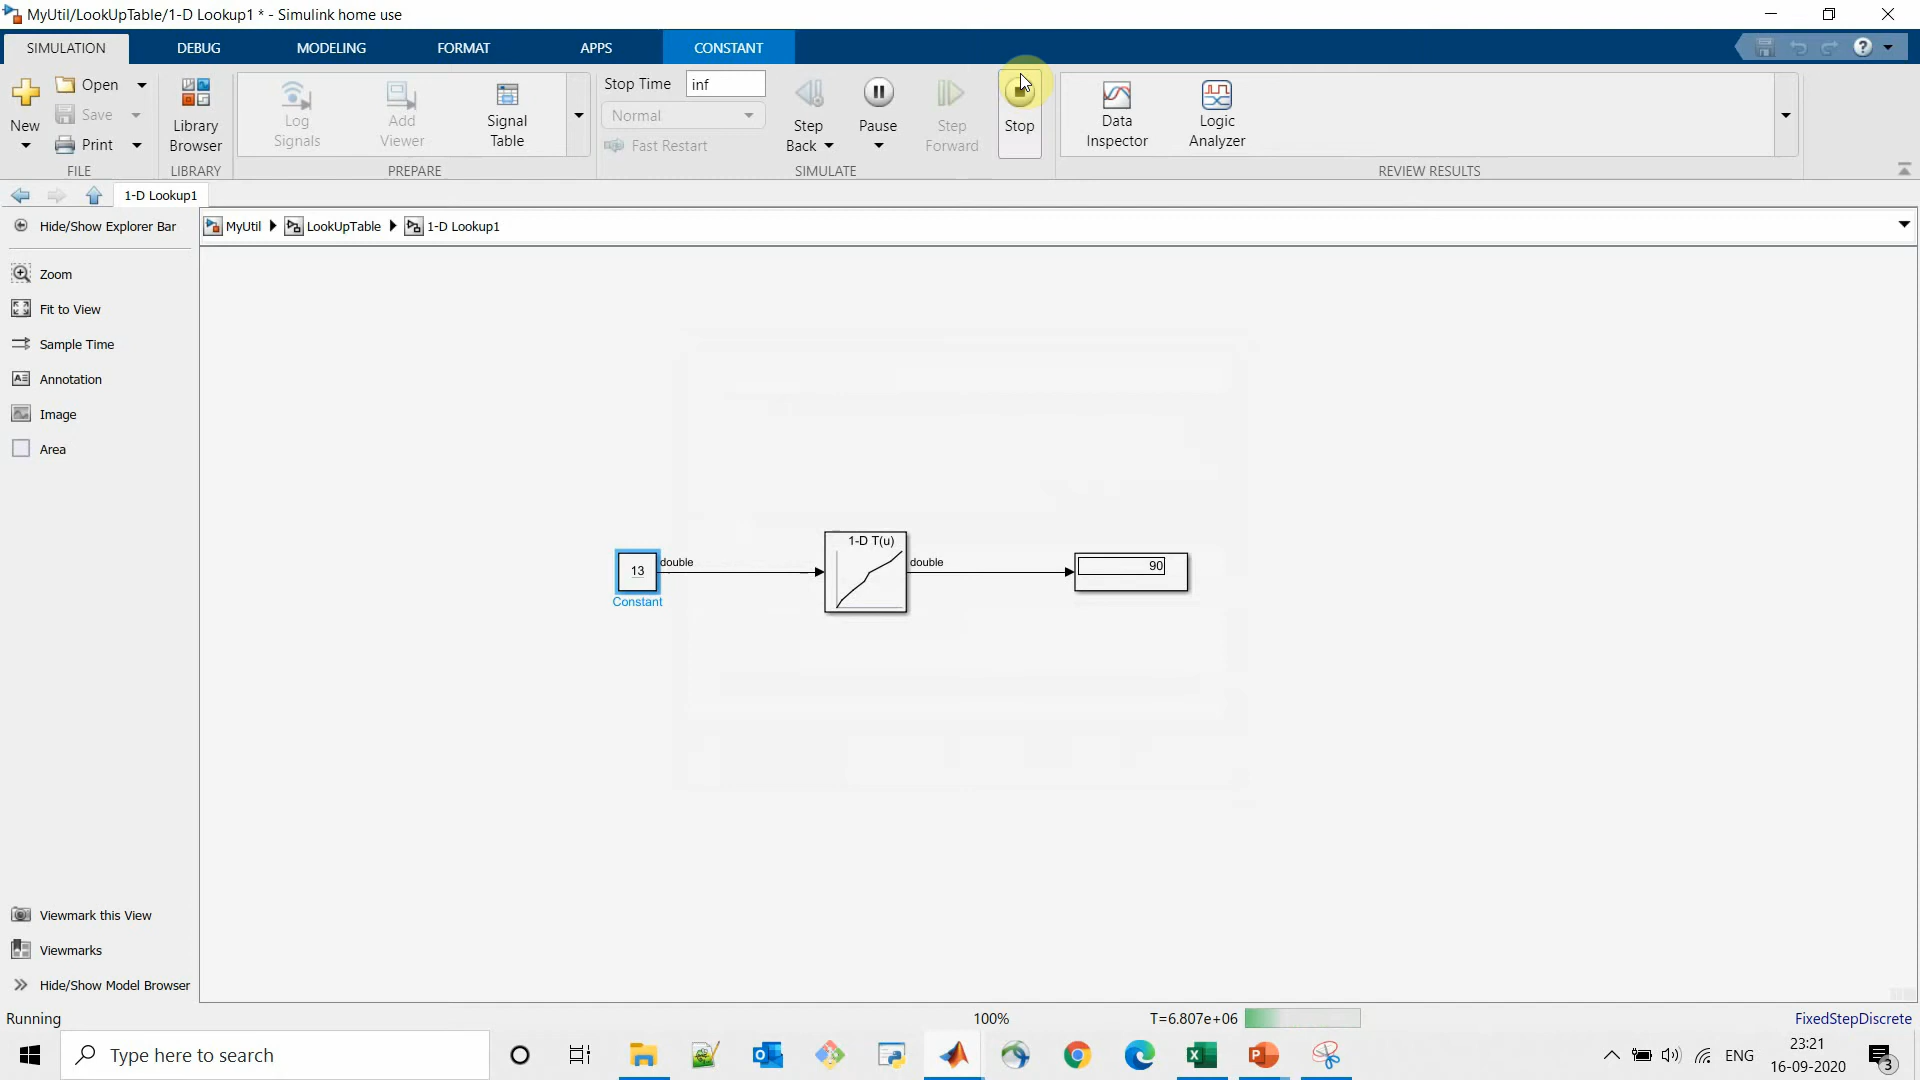 MyUtil/LookUpTable/1-D Lookup1 * - Simulink home use
SIMULATION
DEBUG
MODELING
FORMAT
APPS
CONSTANT
New
Open
Save
Print
FILE
Library
Browser
LIBRARY
Log
Signals
Add
Viewer
Signal
Table
PREPARE
Stop Time
inf
Normal
Fast Restart
Step
Back
Pause
Step
Forward
Stop
SIMULATE
Data
Inspector
Logic
Analyzer
REVIEW RESULTS
1-D Lookup1
Hide/Show Explorer Bar
MyUtil
LookUpTable
1-D Lookup1
Zoom
Fit to View
Sample Time
Annotation
Image
Area
13
Constant
double
1-D T(u)
double
90
Viewmark this View
Viewmarks
Hide/Show Model Browser
Running
100%
T=6.807e+06
FixedStepDiscrete
Type here to search
ENG
23:21
16-09-2020
3